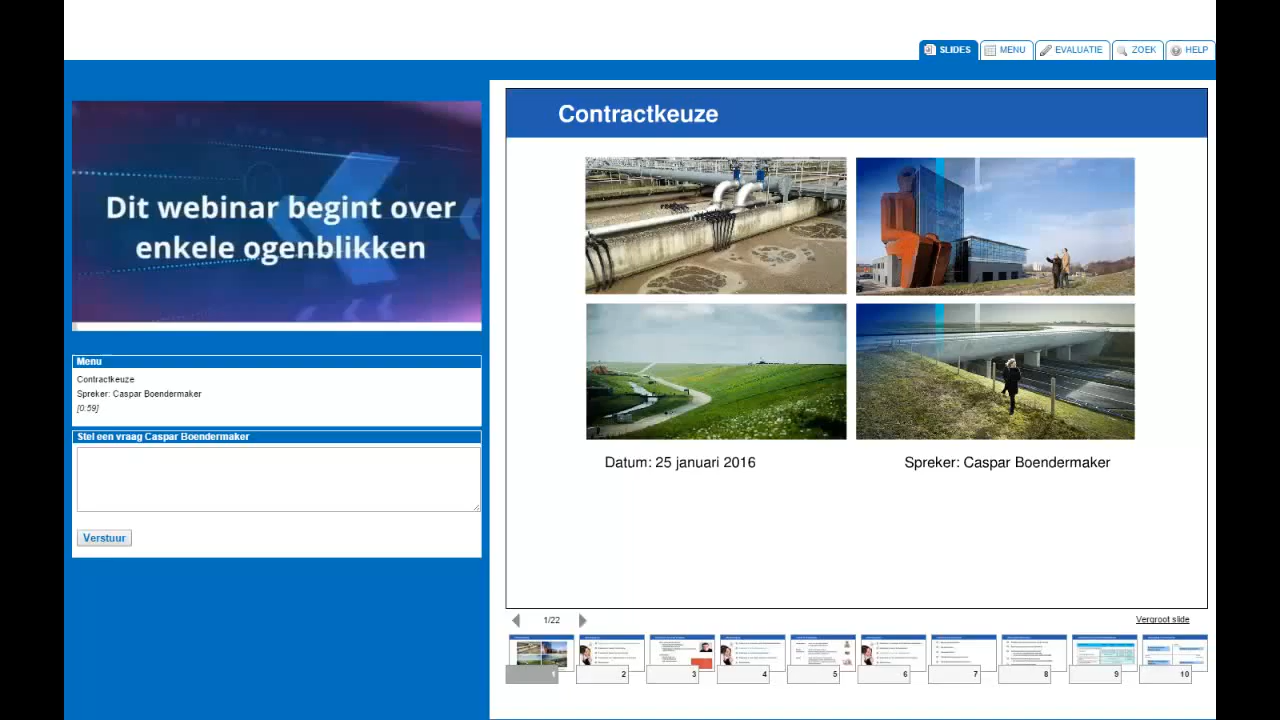 SLIDES
MENU
EVALUATIE
ZOEK
HELP
Dit webinar begint over
enkele ogenblikken
Menu
Contractkeuze
Spreker: Caspar Boendermaker
[0:59]
Stel een vraag Caspar Boendermaker
Verstuur
Contractkeuze
Datum: 25 januari 2016
Spreker: Caspar Boendermaker
1/22
Vergroot slide
1
2
3
4
5
6
7
8
9
10